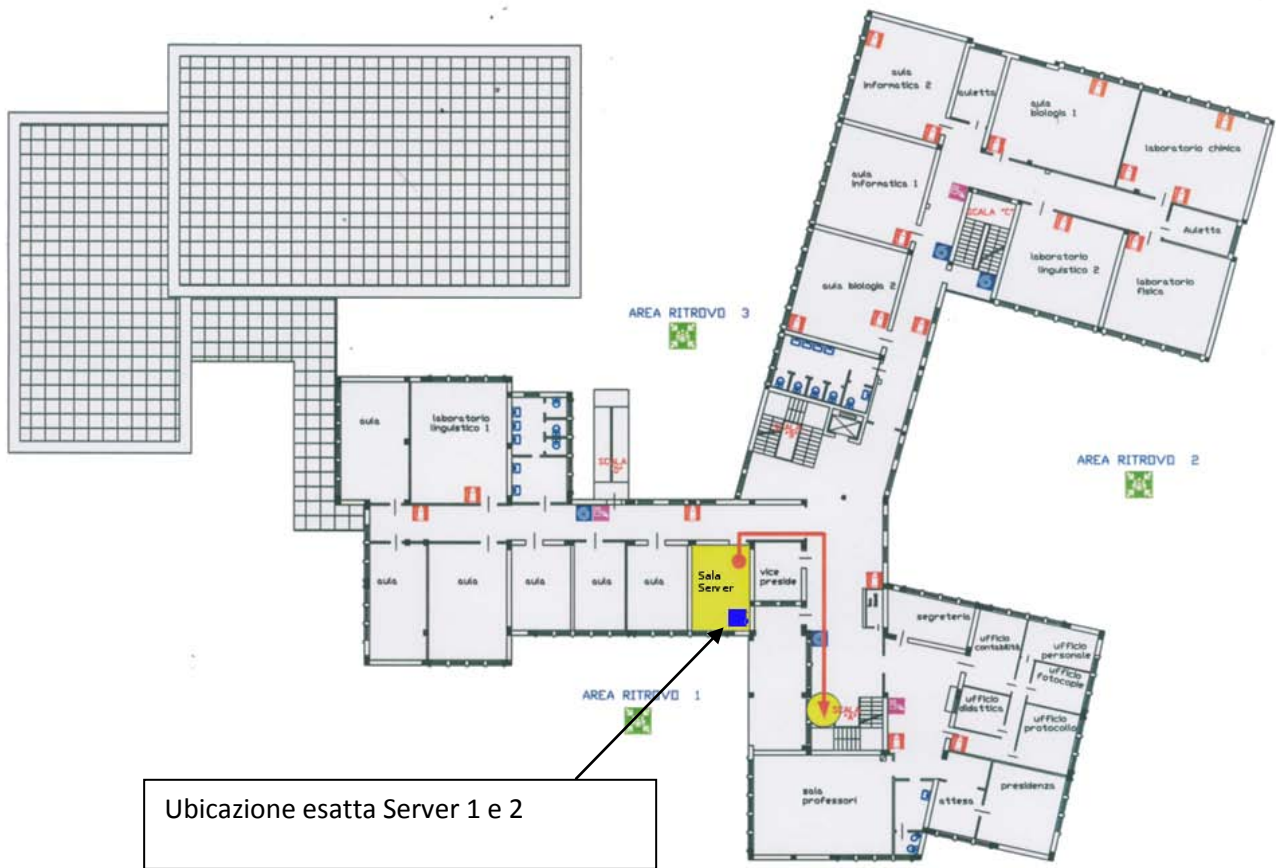 aula
informatica 2
auletta
aula
biologia 1
laboratorio chimica
aula
informatica 1
SCALA "C"
Auletta
laboratorio
linguistico 2
laboratorio
fisica
aula biologia 2
AREA RITROVO 3
aula
laboratorio
linguistico 1
SCALA
AREA RITROVO 2
aula
aula
aula
aula
aula
Sala
Server
vice
preside
segreteria
ufficio
contabilità
ufficio
personale
ufficio
fotocopie
ufficio
didattica
ufficio
protocollo
AREA RITROVO 1
SCALA
"A"
sala
professori
attesa
presidenza
Ubicazione esatta Server 1 e 2